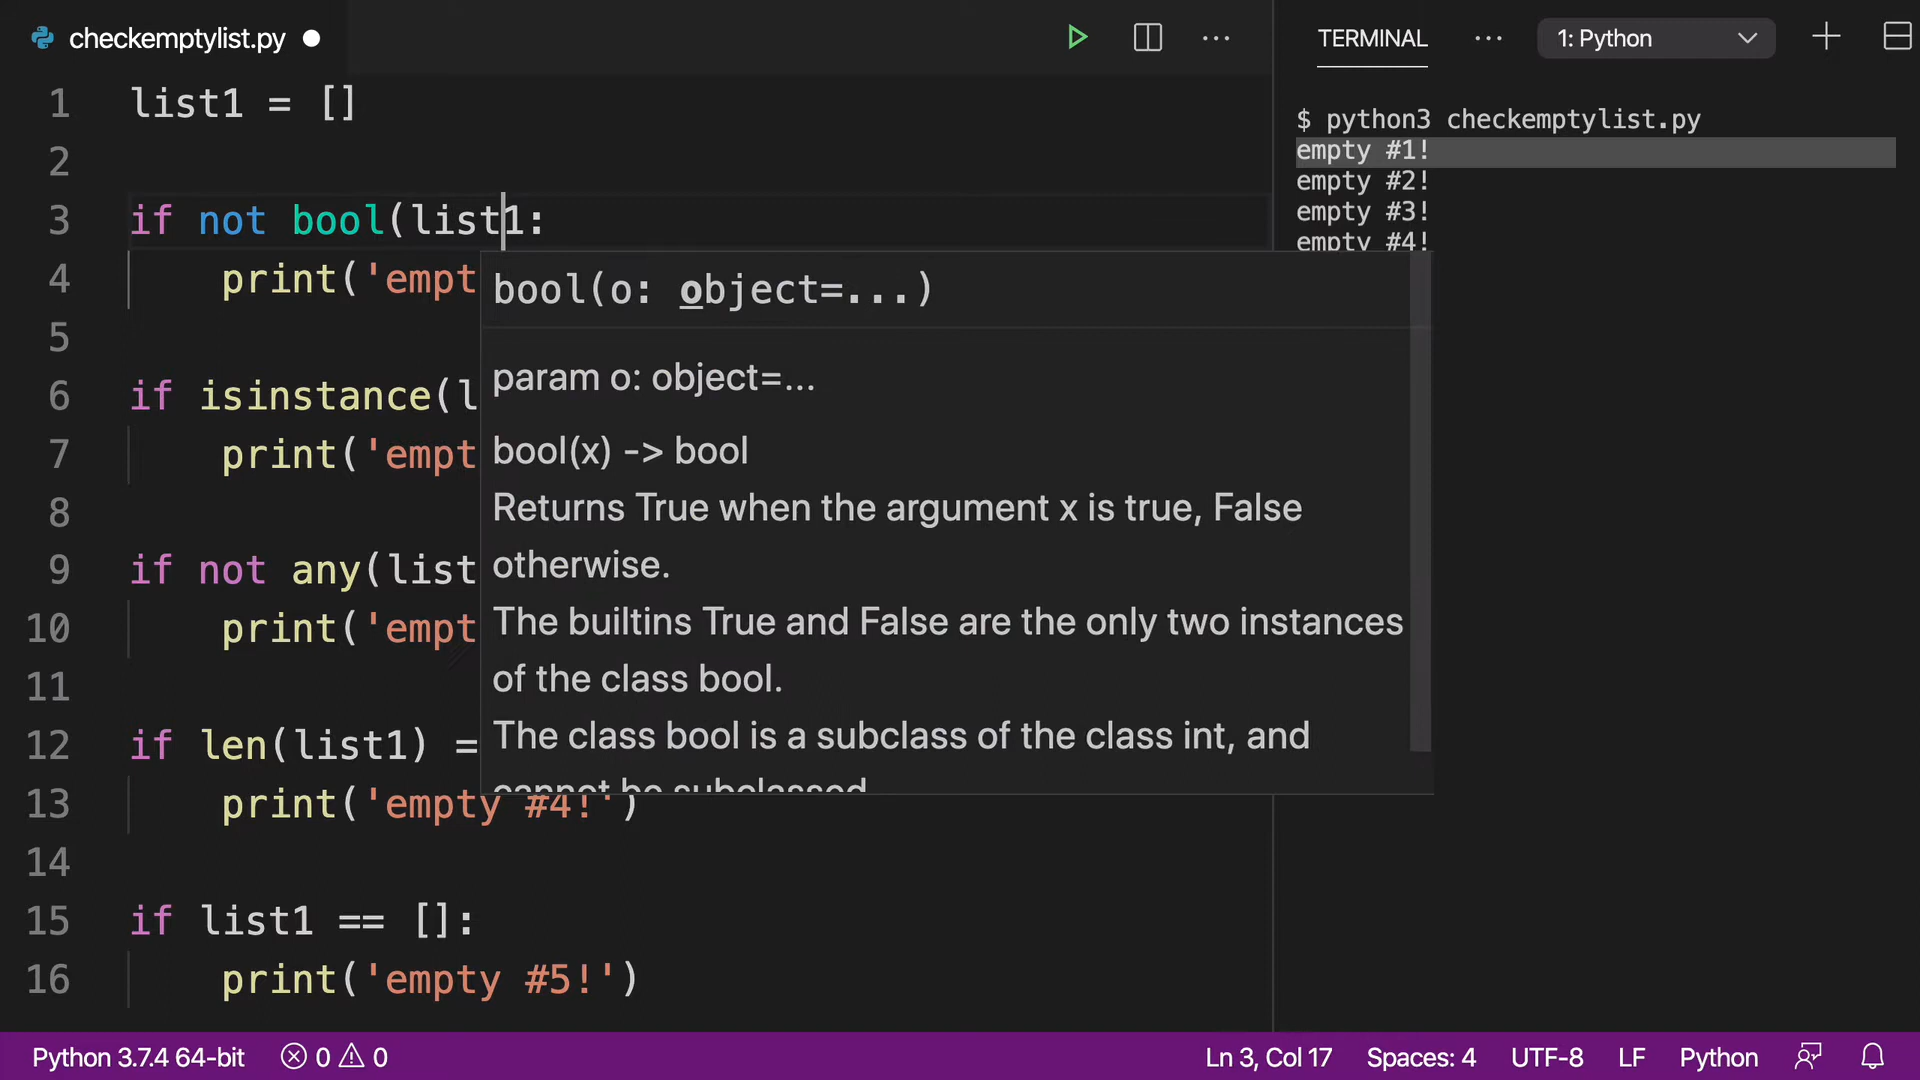 checkemptylist.py
TERMINAL
1: Python
1 list1 = []
2
3 if not bool(list1:
4 print('empt
5
6 if isinstance(l
7 print('empt
8
9 if not any(list
10 print('empt
11
12 if len(list1) =
13 print('empty #4!')
14
15 if list1 == []:
16 print('empty #5!')
bool(o: object=...)
param o: object=...
bool(x) -> bool
Returns True when the argument x is true, False
otherwise.
The builtins True and False are the only two instances
of the class bool.
The class bool is a subclass of the class int, and
cannot be subclassed
$ python3 checkemptylist.py
empty #1!
empty #2!
empty #3!
empty #4!
Python 3.7.4 64-bit 0 0 Ln 3, Col 17 Spaces: 4 UTF-8 LF Python